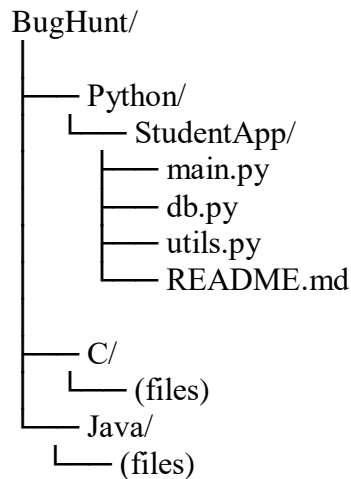 BugHunt/
Python/
StudentApp/
main.py
db.py
utils.py
README.md
C/
(files)
Java/
(files)